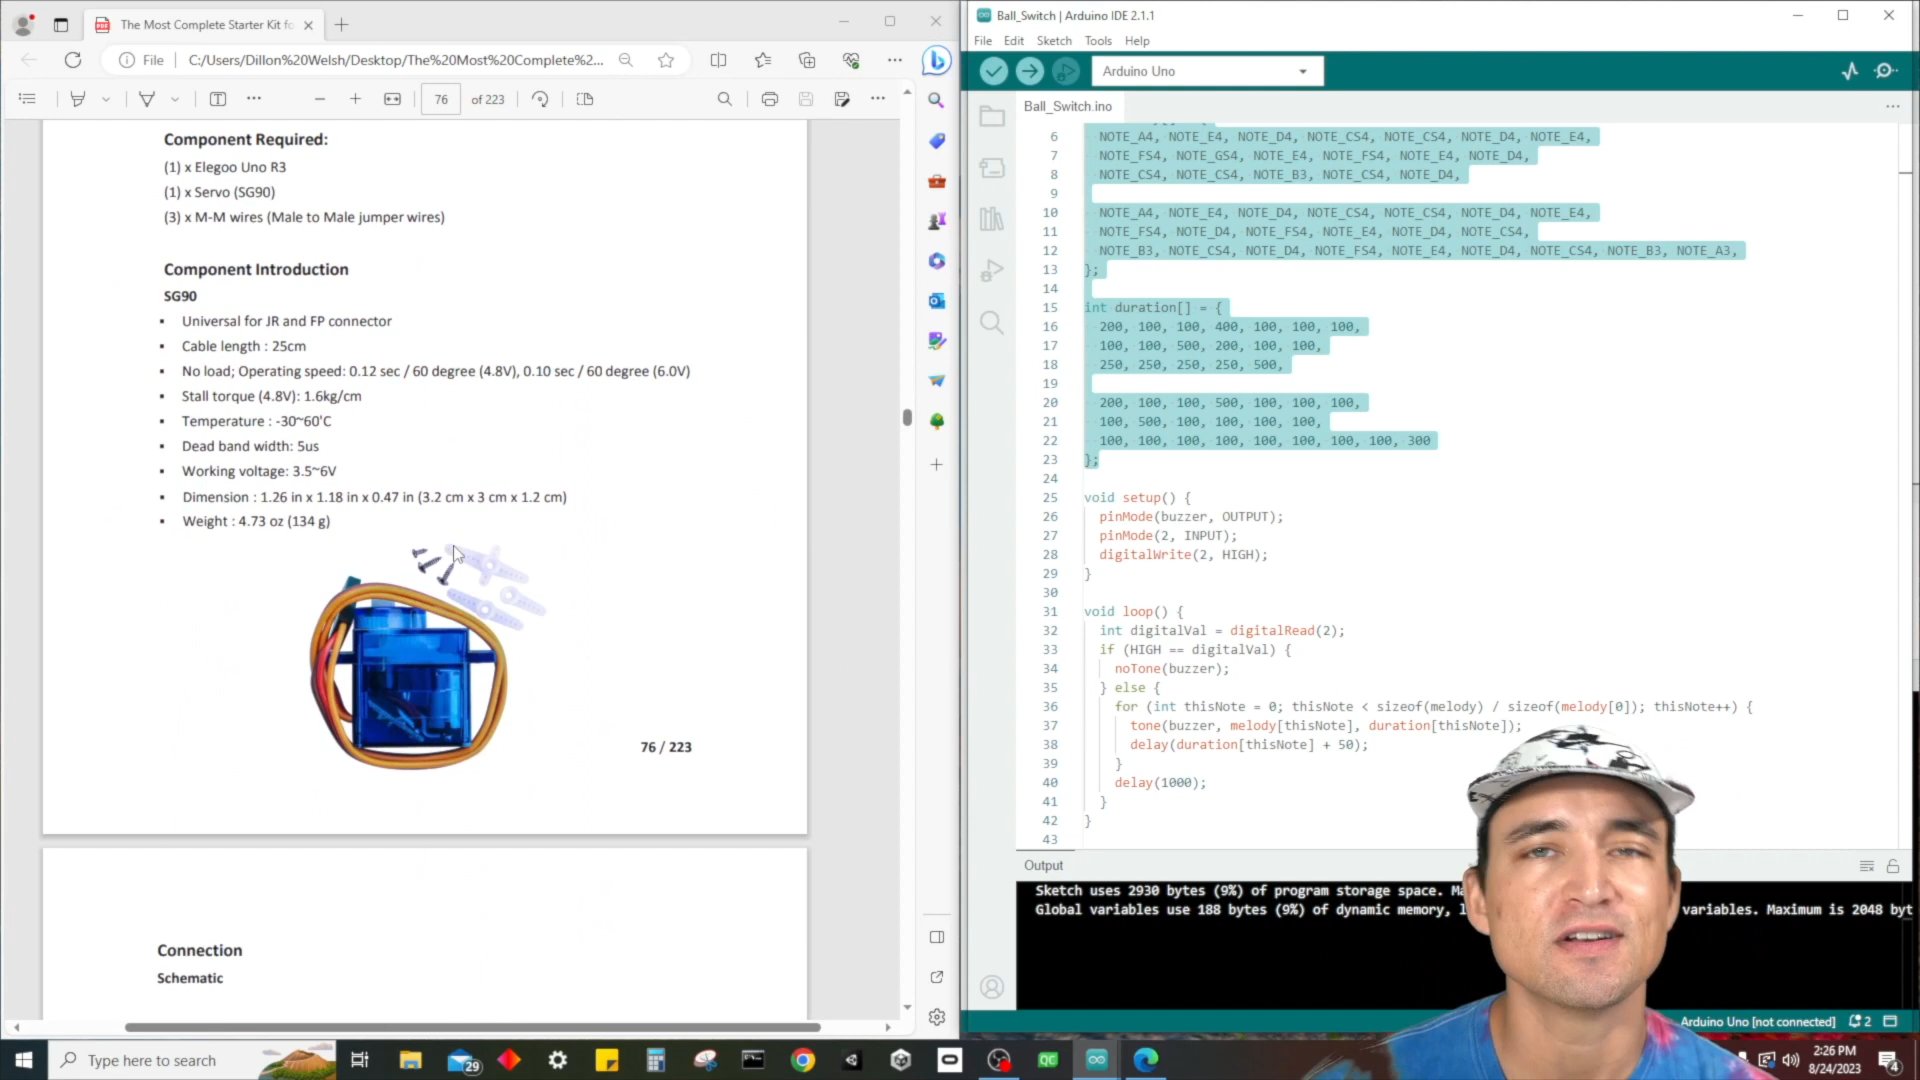 The Most Complete Starter Kit fo
File
C:/Users/Dillon%20Welsh/Desktop/The%20Most%20Complete%2...
76 of 223
Component Required:
(1) x Elegoo Uno R3
(1) x Servo (SG90)
(3) x M-M wires (Male to Male jumper wires)
Component Introduction
SG90
▪ Universal for JR and FP connector
▪ Cable length : 25cm
▪ No load; Operating speed: 0.12 sec / 60 degree (4.8V), 0.10 sec / 60 degree (6.0V)
▪ Stall torque (4.8V): 1.6kg/cm
▪ Temperature : -30~60'C
▪ Dead band width: 5us
▪ Working voltage: 3.5~6V
▪ Dimension : 1.26 in x 1.18 in x 0.47 in (3.2 cm x 3 cm x 1.2 cm)
▪ Weight : 4.73 oz (134 g)
76 / 223
Connection
Schematic
Ball_Switch | Arduino IDE 2.1.1
File Edit Sketch Tools Help
Arduino Uno
Ball_Switch.ino
6 NOTE_A4, NOTE_E4, NOTE_D4, NOTE_CS4, NOTE_CS4, NOTE_D4, NOTE_E4,
7 NOTE_FS4, NOTE_GS4, NOTE_E4, NOTE_FS4, NOTE_E4, NOTE_D4,
8 NOTE_CS4, NOTE_CS4, NOTE_B3, NOTE_CS4, NOTE_D4,
9
10 NOTE_A4, NOTE_E4, NOTE_D4, NOTE_CS4, NOTE_CS4, NOTE_D4, NOTE_E4,
11 NOTE_FS4, NOTE_D4, NOTE_FS4, NOTE_E4, NOTE_D4, NOTE_CS4,
12 NOTE_B3, NOTE_CS4, NOTE_D4, NOTE_FS4, NOTE_E4, NOTE_D4, NOTE_CS4, NOTE_B3, NOTE_A3,
13 };
14
15 int duration[] = {
16 200, 100, 100, 400, 100, 100, 100,
17 100, 100, 500, 200, 100, 100,
18 250, 250, 250, 250, 500,
19
20 200, 100, 100, 500, 100, 100, 100,
21 100, 500, 100, 100, 100, 100,
22 100, 100, 100, 100, 100, 100, 100, 100, 300
23 };
24
25 void setup() {
26 pinMode(buzzer, OUTPUT);
27 pinMode(2, INPUT);
28 digitalWrite(2, HIGH);
29 }
30
31 void loop() {
32 int digitalVal = digitalRead(2);
33 if (HIGH == digitalVal) {
34 noTone(buzzer);
35 } else {
36 for (int thisNote = 0; thisNote < sizeof(melody) / sizeof(melody[0]); thisNote++) {
37 tone(buzzer, melody[thisNote], duration[thisNote]);
38 delay(duration[thisNote] + 50);
39 }
40 delay(1000);
41 }
42 }
43
Output
Sketch uses 2930 bytes (9%) of program storage space.
Global variables use 188 bytes (9%) of dynamic memory, l variables. Maximum is 2048 byt
Arduino Uno [not connected] 2
Type here to search
29
QC
2:26 PM
8/24/2023
4